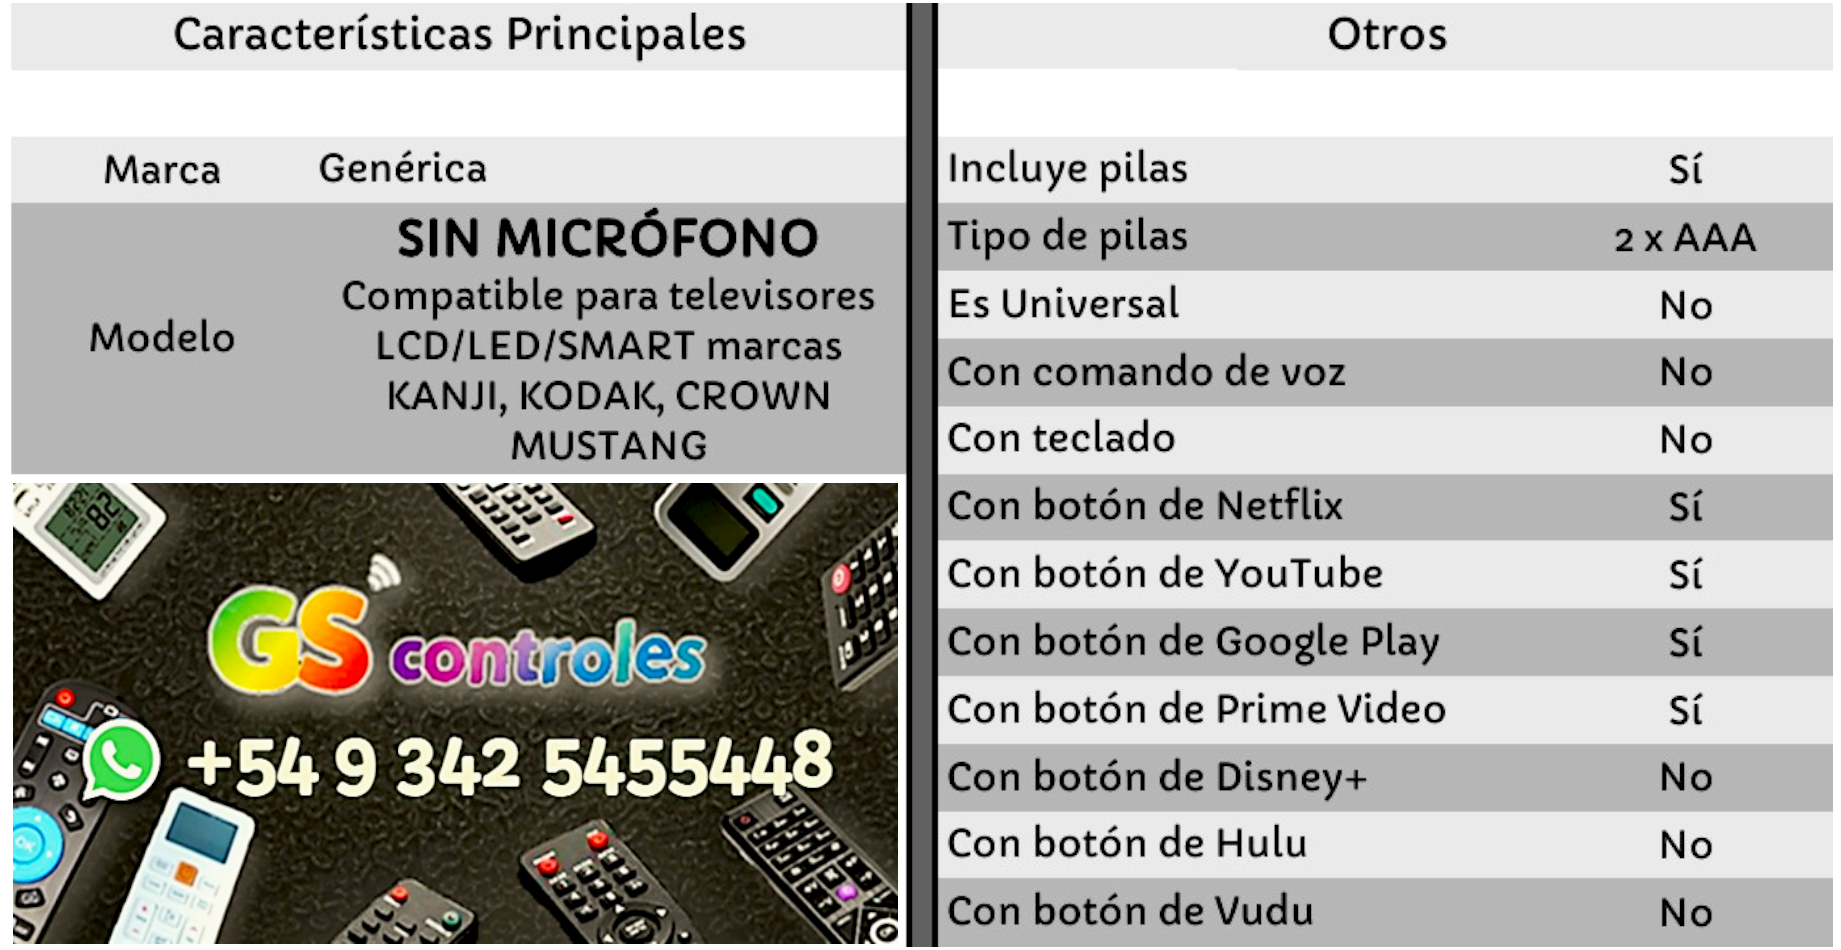 Características Principales
Marca Genérica
Modelo
SIN MICRÓFONO
Compatible para televisores
LCD/LED/SMART marcas
KANJI, KODAK, CROWN
MUSTANG
GS controles
+54 9 342 5455448
Otros
Incluye pilas Sí
Tipo de pilas 2 x AAA
Es Universal No
Con comando de voz No
Con teclado No
Con botón de Netflix Sí
Con botón de YouTube Sí
Con botón de Google Play Sí
Con botón de Prime Video Sí
Con botón de Disney+ No
Con botón de Hulu No
Con botón de Vudu No